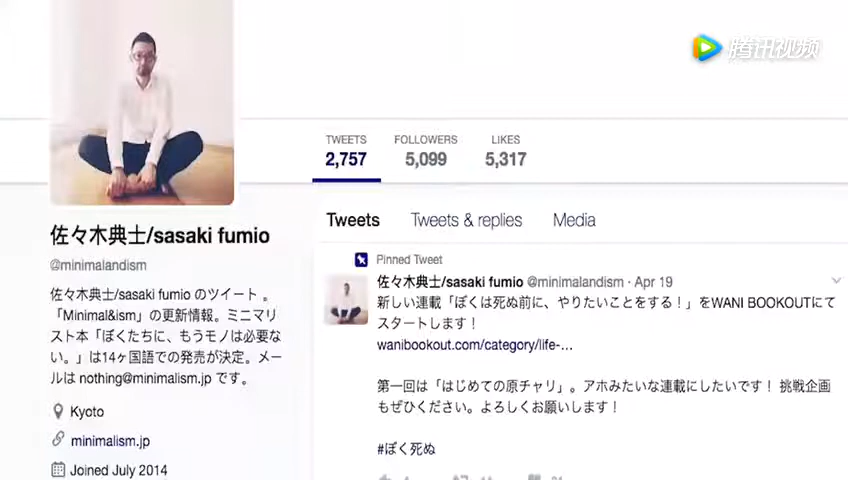 腾讯视频
TWEETS FOLLOWERS LIKES
2,757 5,099 5,317
Tweets Tweets & replies Media
佐々木典士/sasaki fumio
@minimalandism
佐々木典士/sasaki fumio のツイート 。
「Minimal&ism」の更新情報。ミニマリ
スト本「ぼくたちに、もうモノは必要な
い。」は14ヶ国語での発売が決定。メー
ルは nothing@minimalism.jp です。
Kyoto
minimalism.jp
Joined July 2014
Pinned Tweet
佐々木典士/sasaki fumio @minimalandism · Apr 19
新しい連載「ぼくは死ぬ前に、やりたいことをする！」をWANI BOOKOUTにて
スタートします！
wanibookout.com/category/life-…
第一回は「はじめての原チャリ」。アホみたいな連載にしたいです！ 挑戦企画
もぜひください。よろしくお願いします！
#ぼく死ぬ